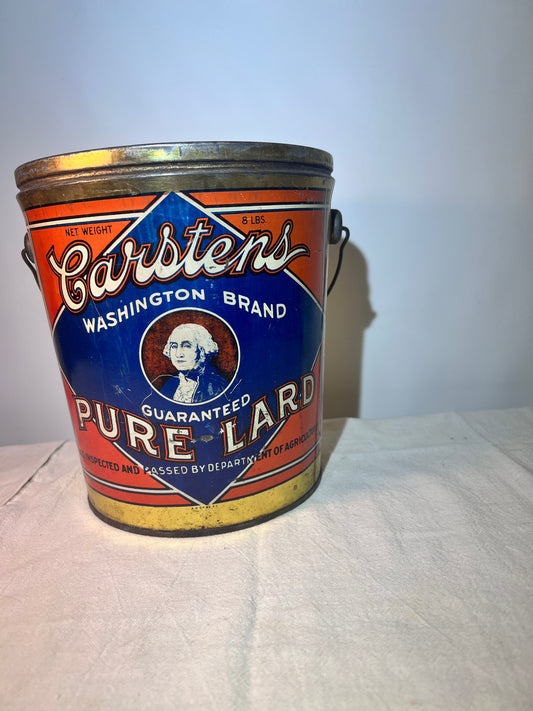 NET WEIGHT 8 LBS.
Carstens
WASHINGTON BRAND
GUARANTEED
PURE LARD
INSPECTED AND PASSED BY DEPARTMENT OF AGRICULTURE